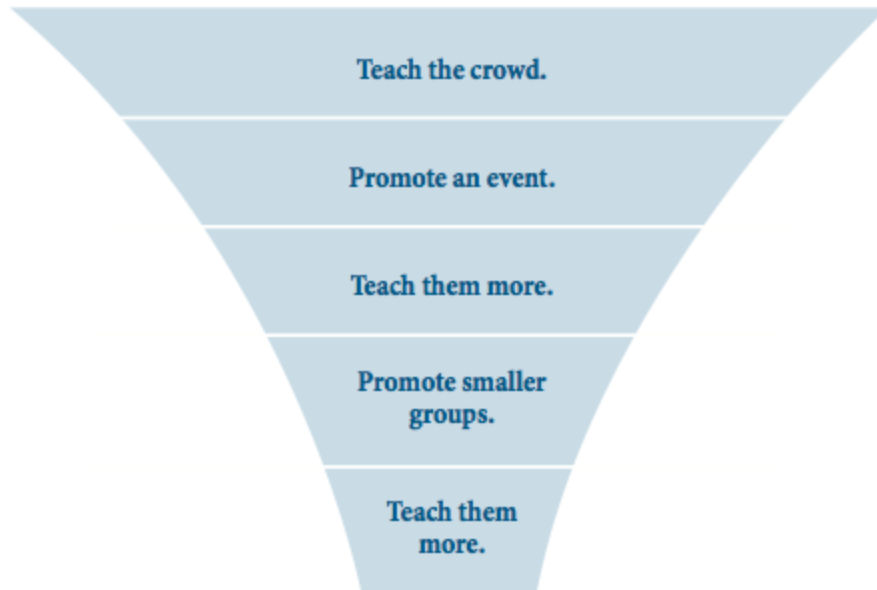 Teach the crowd.
Promote an event.
Teach them more.
Promote smaller
groups.
Teach them
more.